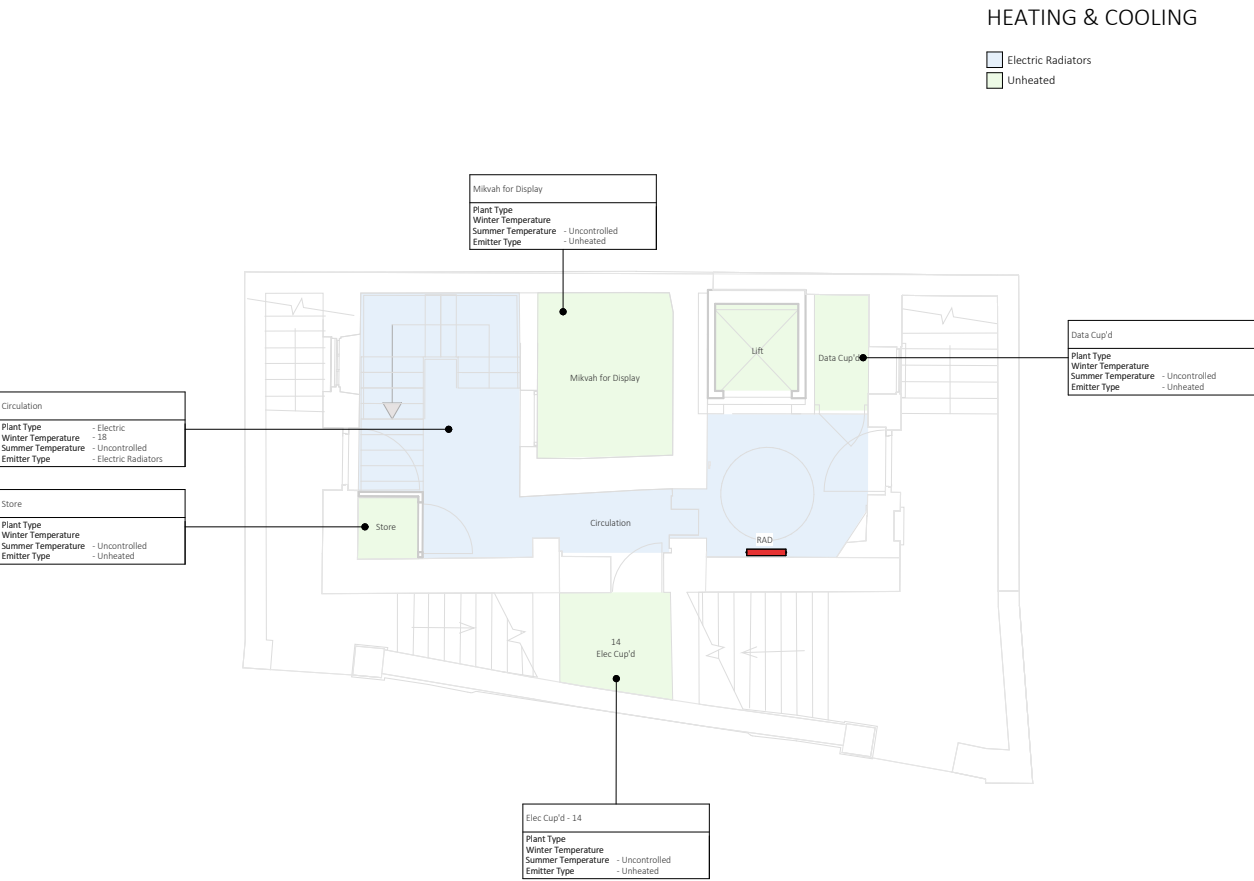 HEATING & COOLING
Electric Radiators
Unheated
Mikvah for Display
Plant Type
Winter Temperature
Summer Temperature - Uncontrolled
Emitter Type - Unheated
Data Cup'd
Plant Type
Winter Temperature
Summer Temperature - Uncontrolled
Emitter Type - Unheated
Lift
Data Cup'd
Mikvah for Display
Circulation
Plant Type - Electric
Winter Temperature - 18
Summer Temperature - Uncontrolled
Emitter Type - Electric Radiators
Store
Plant Type
Winter Temperature
Summer Temperature - Uncontrolled
Emitter Type - Unheated
Store
Circulation
RAD
14
Elec Cup'd
Elec Cup'd - 14
Plant Type
Winter Temperature
Summer Temperature - Uncontrolled
Emitter Type - Unheated